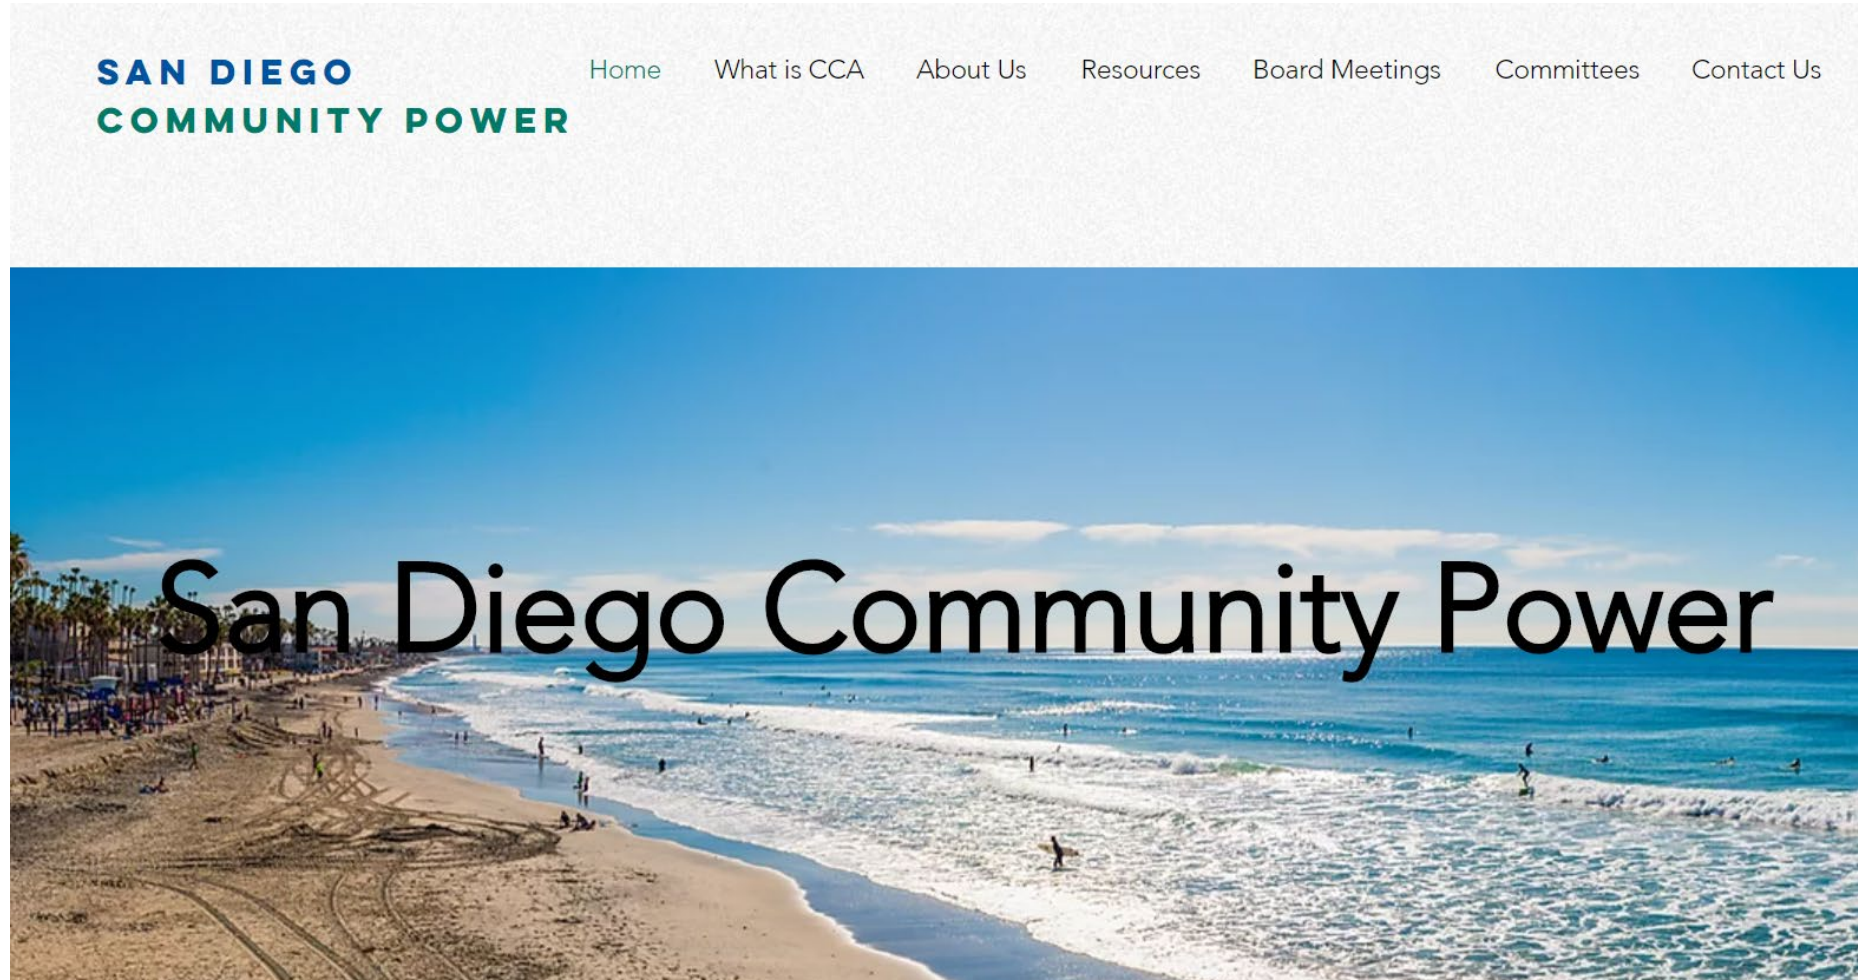 SAN DIEGO
COMMUNITY POWER
Home What is CCA About Us Resources Board Meetings Committees Contact Us
San Diego Community Power